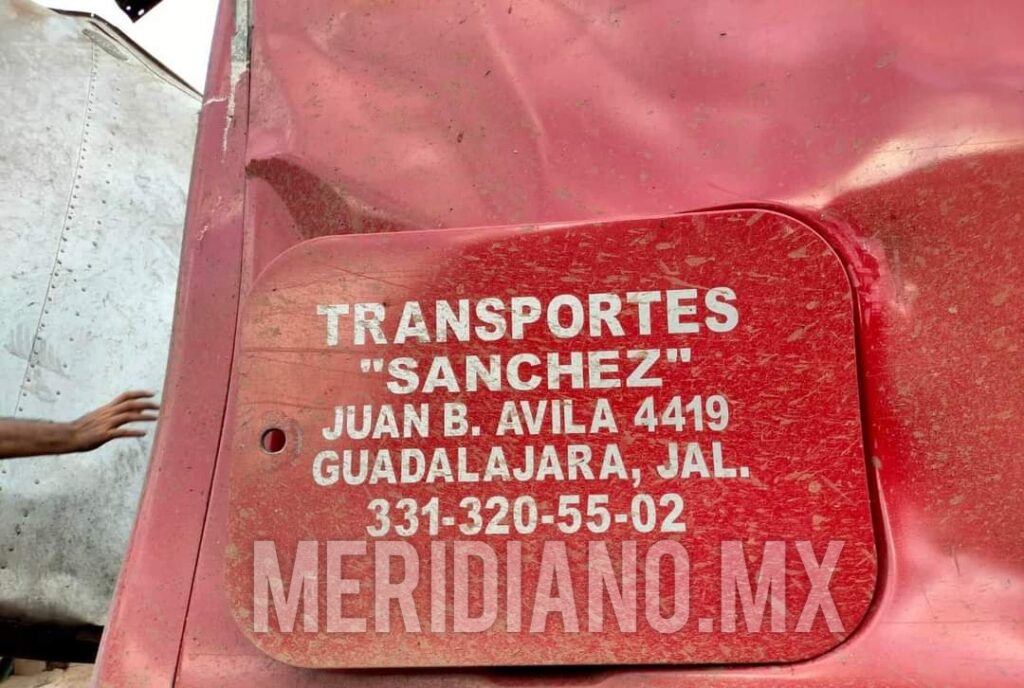 TRANSPORTES
"SANCHEZ"
JUAN B. AVILA 4419
GUADALAJARA, JAL.
331-320-55-02
MERIDIANO.MX